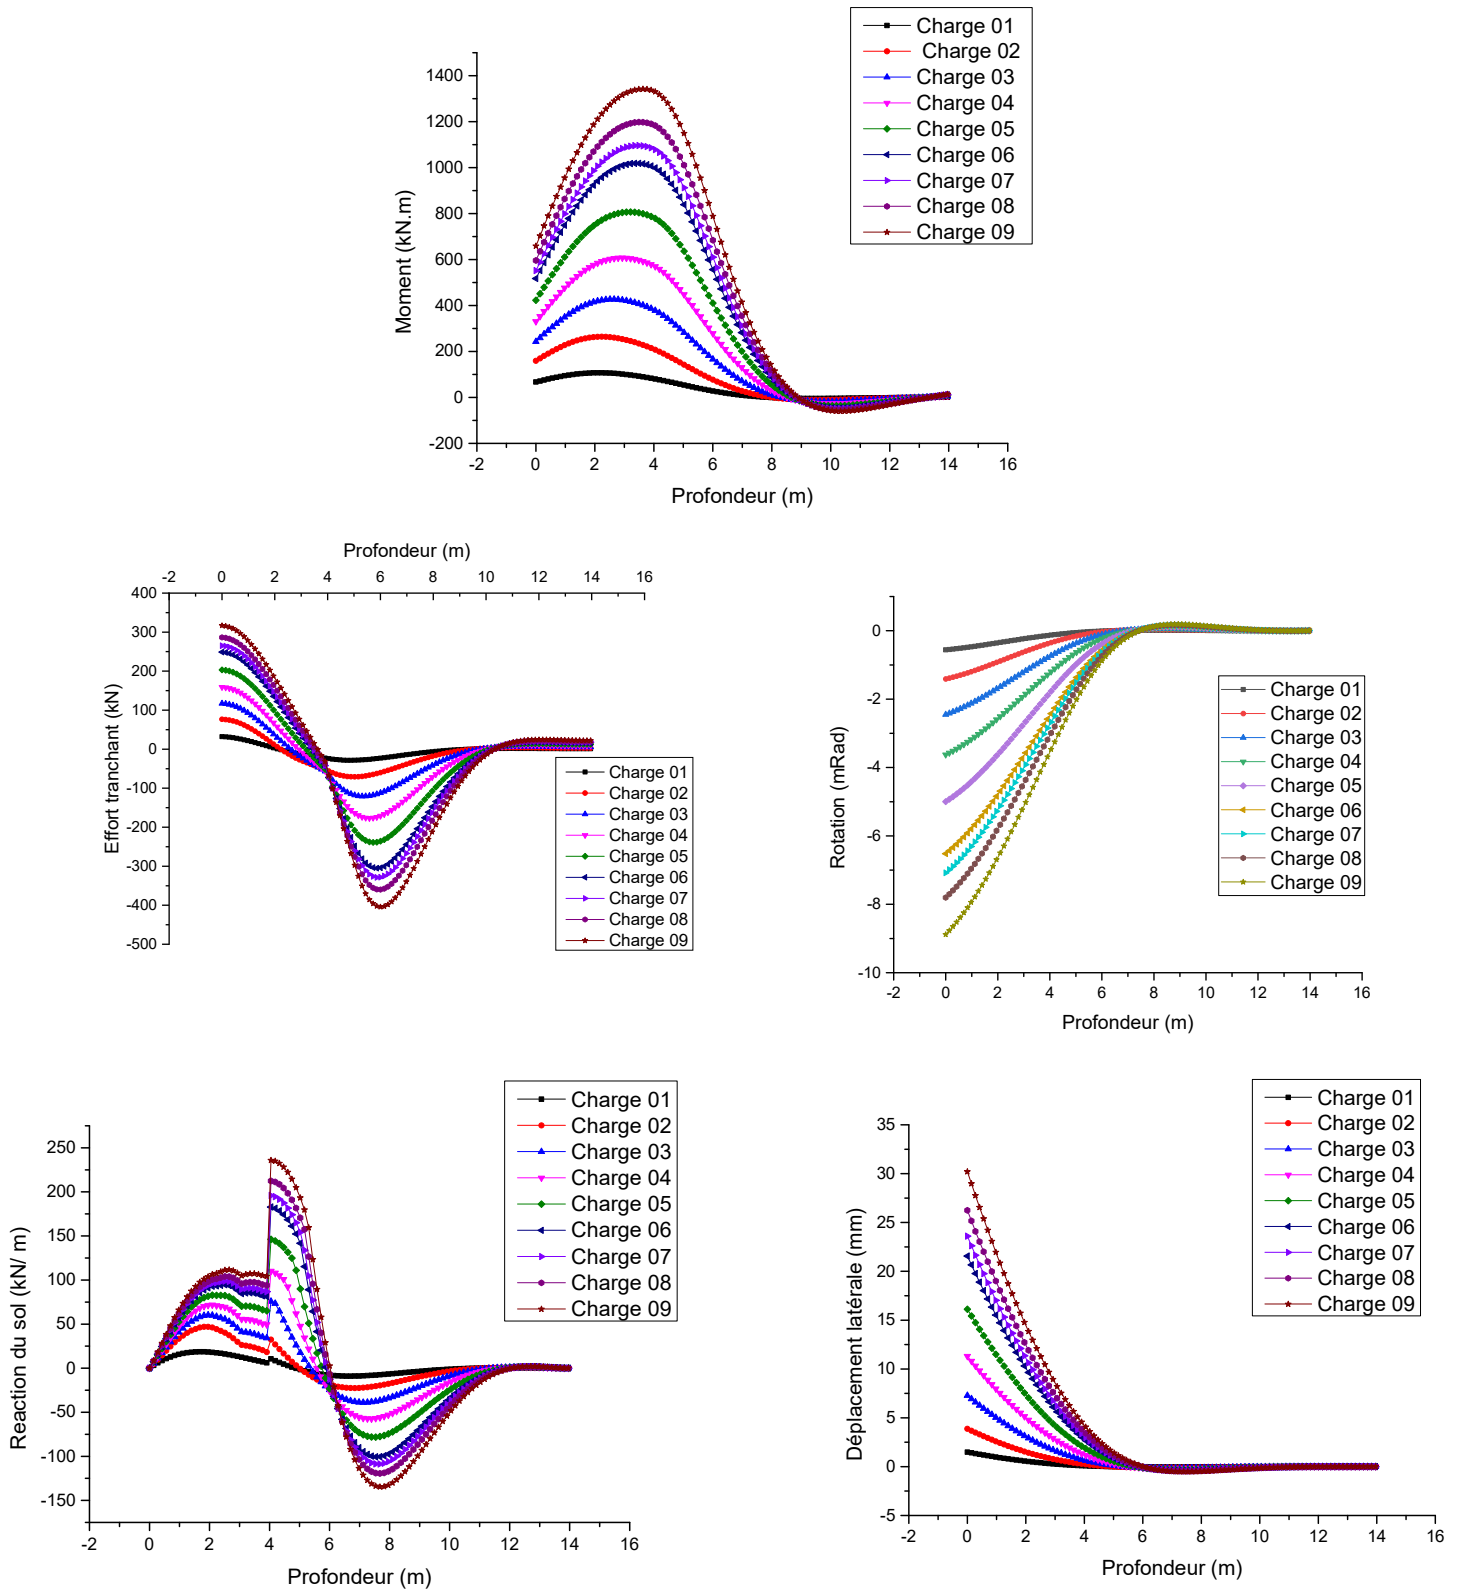 Charge 01
Charge 02
Charge 03
Charge 04
Charge 05
Charge 06
Charge 07
Charge 08
Charge 09
1400
1200
1000
800
600
400
200
0
-200
Moment (kN.m)
-2 0 2 4 6 8 10 12 14 16
Profondeur (m)
Profondeur (m)
-2 0 2 4 6 8 10 12 14 16
400
300
200
100
0
-100
-200
-300
-400
-500
Effort tranchant (kN)
Charge 01
Charge 02
Charge 03
Charge 04
Charge 05
Charge 06
Charge 07
Charge 08
Charge 09
0
-2
-4
-6
-8
-10
Rotation (mRad)
Charge 01
Charge 02
Charge 03
Charge 04
Charge 05
Charge 06
Charge 07
Charge 08
Charge 09
-2 0 2 4 6 8 10 12 14 16
Profondeur (m)
Charge 01
Charge 02
Charge 03
Charge 04
Charge 05
Charge 06
Charge 07
Charge 08
Charge 09
250
200
150
100
50
0
-50
-100
-150
Reaction du sol (kN/ m)
-2 0 2 4 6 8 10 12 14 16
Profondeur (m)
Charge 01
Charge 02
Charge 03
Charge 04
Charge 05
Charge 06
Charge 07
Charge 08
Charge 09
35
30
25
20
15
10
5
0
-5
Déplacement latérale (mm)
-2 0 2 4 6 8 10 12 14 16
Profondeur (m)